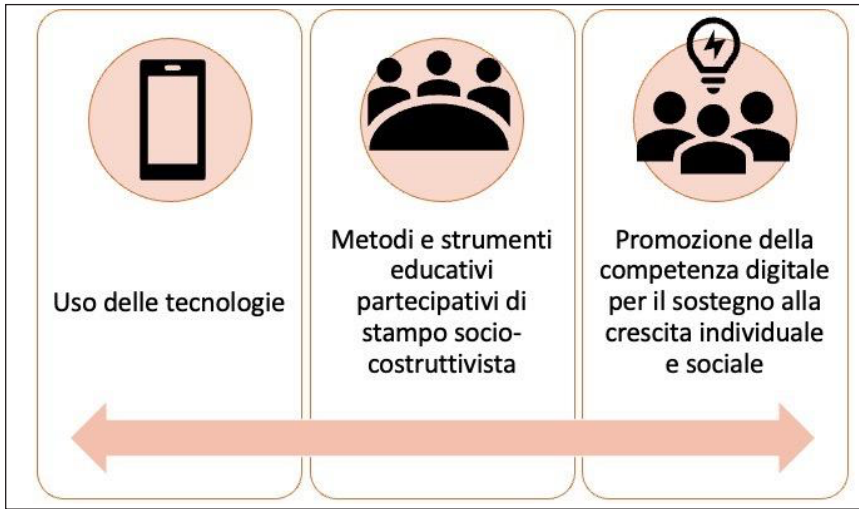 Uso delle tecnologie
Metodi e strumenti
educativi
partecipativi di
stampo socio-
costruttivista
Promozione della
competenza digitale
per il sostegno alla
crescita individuale
e sociale